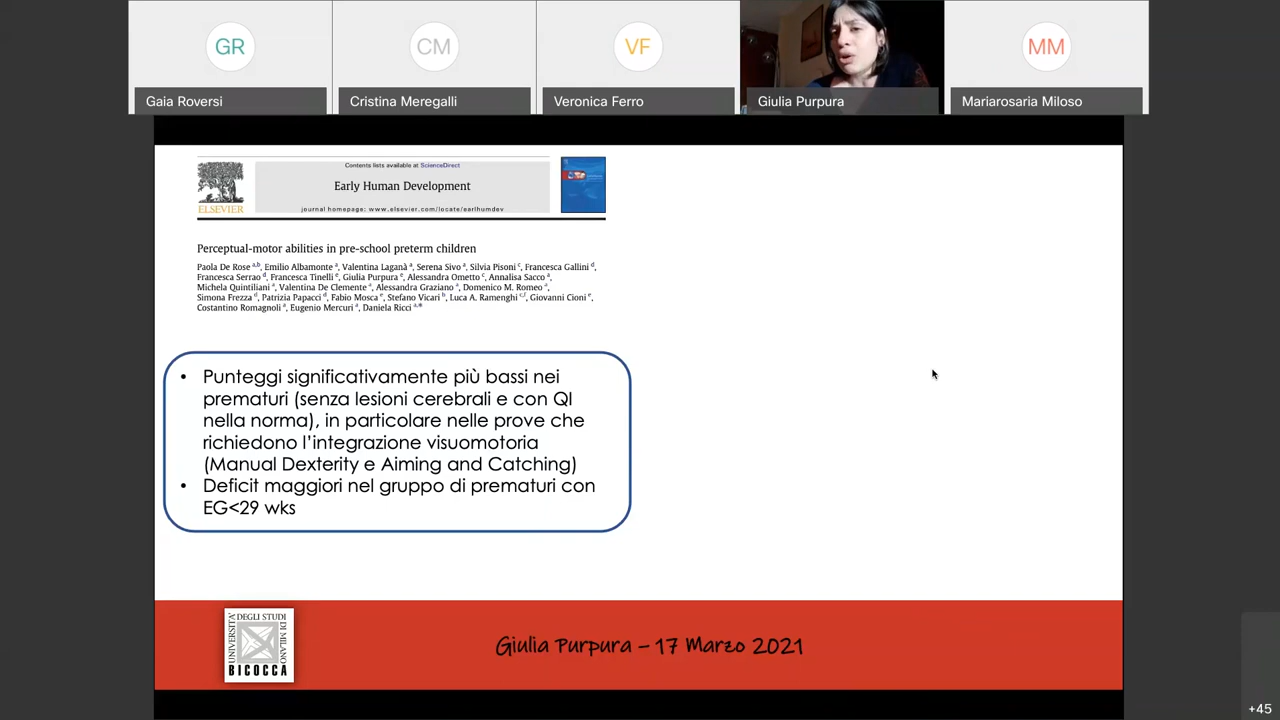 GR
CM
VF
MM
Gaia Roversi
Cristina Meregalli
Veronica Ferro
Giulia Purpura
Mariarosaria Miloso
Contents lists available at ScienceDirect
Early Human Development
journal homepage: www.elsevier.com/locate/earlhumdev
ELSEVIER
Perceptual-motor abilities in pre-school preterm children
Paola De Rose a,b, Emilio Albamonte a, Valentina Laganà a, Serena Sivo a, Silvia Pisoni c, Francesca Gallini d,
Francesca Serrao d, Francesca Tinelli e, Giulia Purpura e, Alessandra Ometto c, Annalisa Sacco a,
Michela Quintiliani a, Valentina De Clemente a, Alessandra Graziano a, Domenico M. Romeo a,
Simona Frezza d, Patrizia Papacci d, Fabio Mosca e, Stefano Vicari b, Luca A. Ramenghi c,f, Giovanni Cioni e,
Costantino Romagnoli a, Eugenio Mercuri a, Daniela Ricci a,*
• Punteggi significativamente più bassi nei
prematuri (senza lesioni cerebrali e con QI
nella norma), in particolare nelle prove che
richiedono l'integrazione visuomotoria
(Manual Dexterity e Aiming and Catching)
• Deficit maggiori nel gruppo di prematuri con
EG<29 wks
UNIVERSITÀ
DEGLI STUDI
DI MILANO
BICOCCA
Giulia Purpura – 17 Marzo 2021
+45